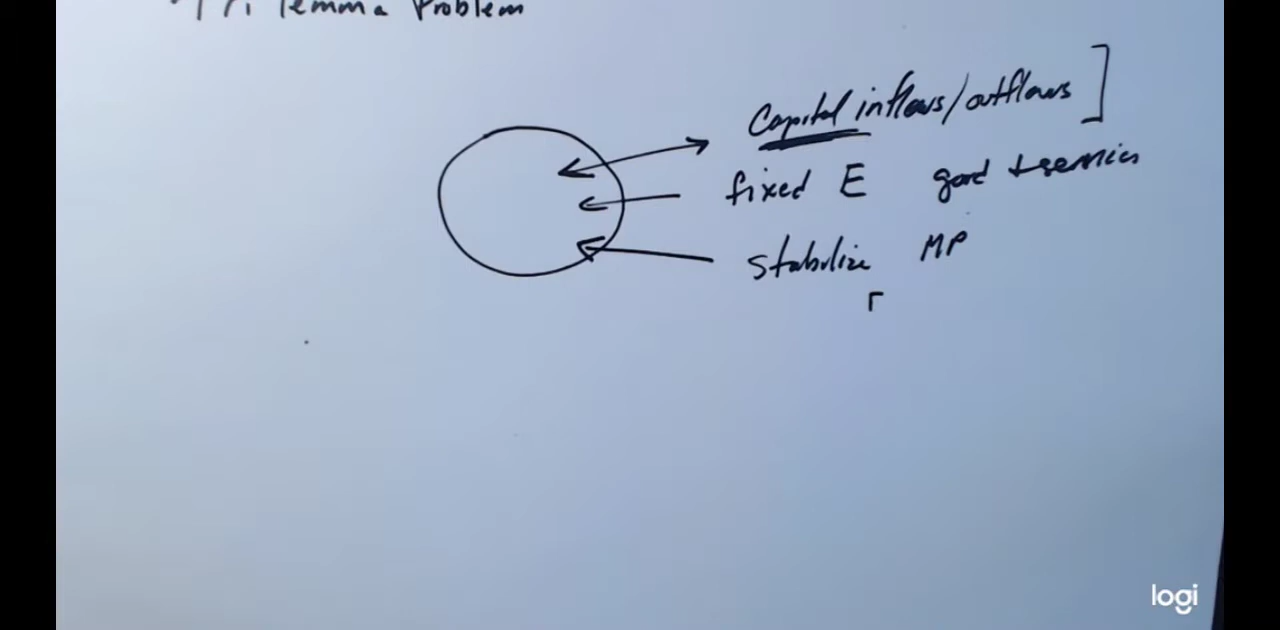 Trilemma Problem
Capital inflows/outflows ]
fixed E good + services
Stabilize MP
r
logi